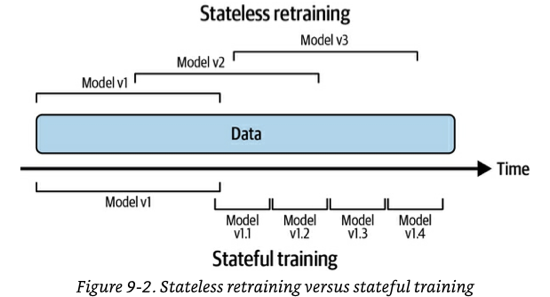 Stateless retraining
Model v3
Model v2
Model v1
Data
Time
Model v1
Model
v1.1
Model
v1.2
Model
v1.3
Model
v1.4
Stateful training
Figure 9-2. Stateless retraining versus stateful training